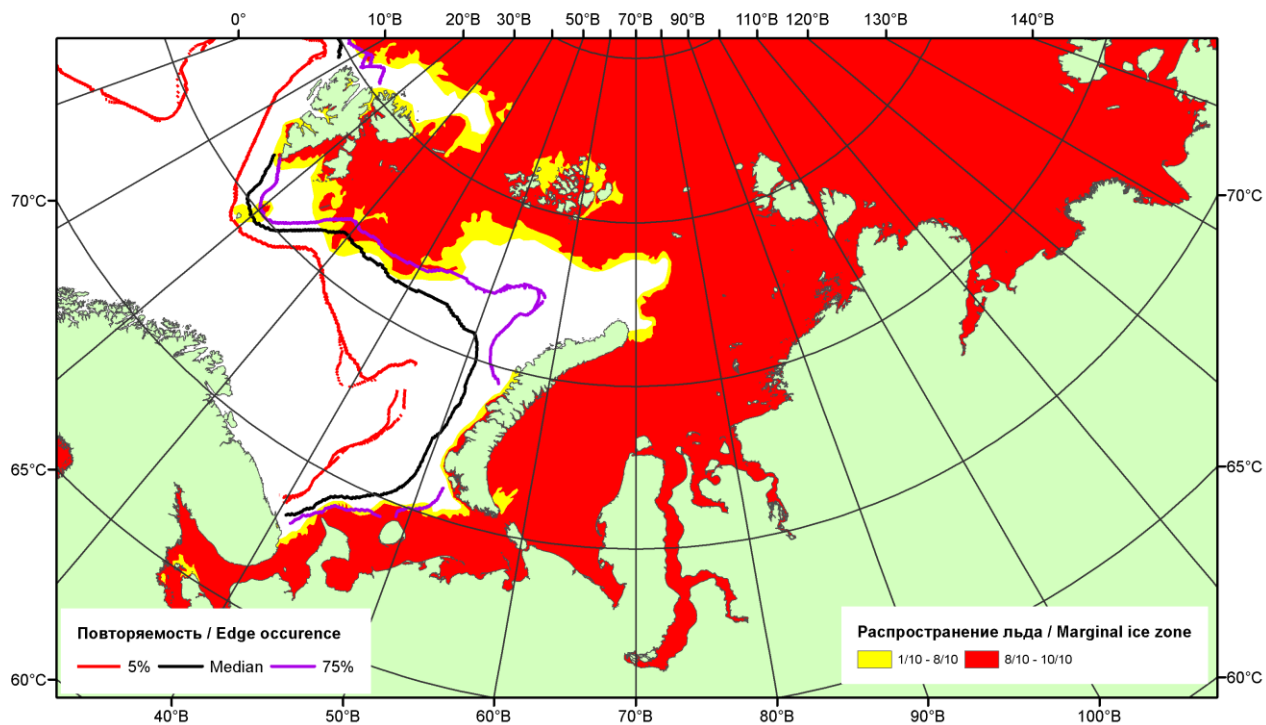 0° 10°В 20°В 30°В 50°В 70°В 90°В 110°В 120°В 130°В 140°В
70°С 70°С
65°С 65°С
60°С 60°С
Повторяемость / Edge occurence
5% Median 75%
Распространение льда / Marginal ice zone
1/10 - 8/10 8/10 - 10/10
40°В 50°В 60°В 70°В 80°В 90°В 100°В